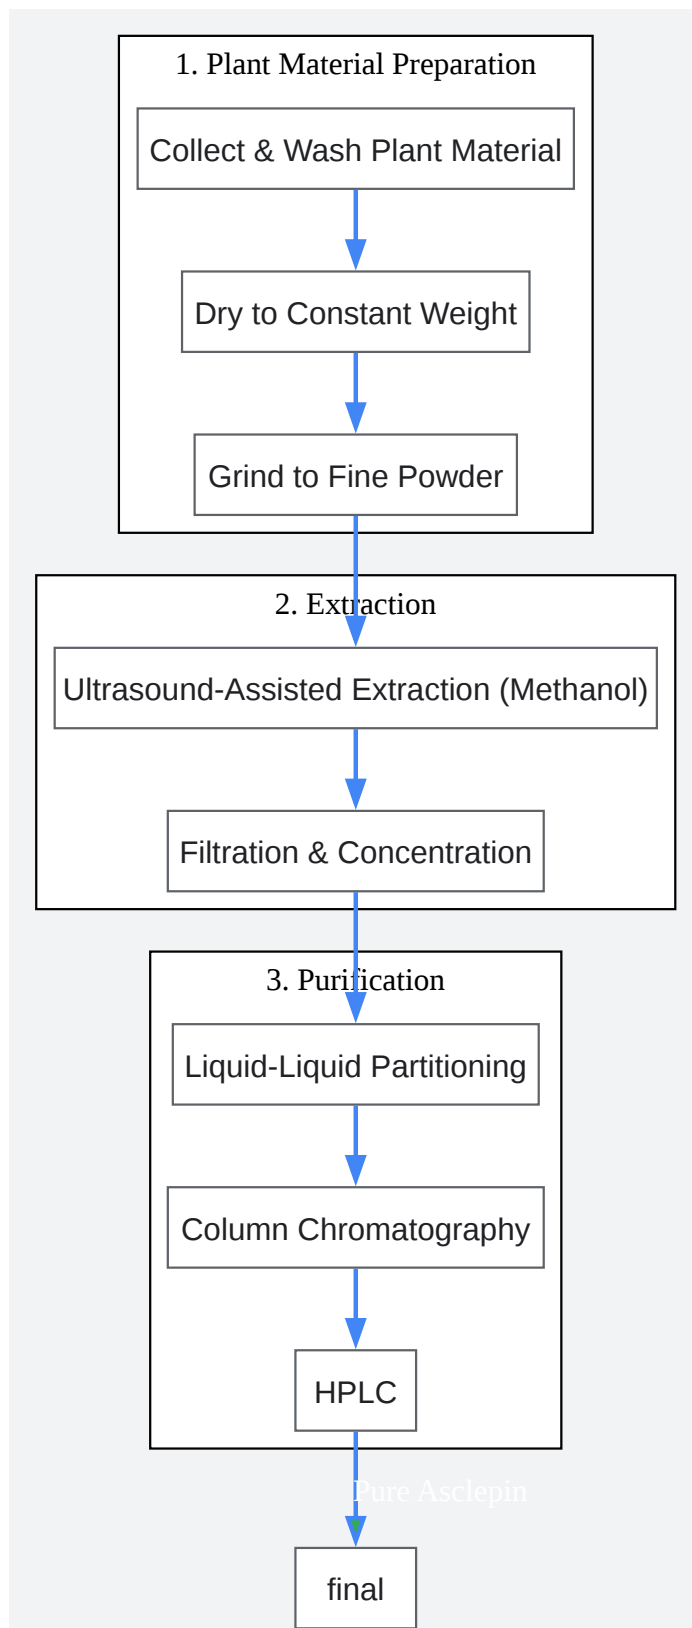 1. Plant Material Preparation
Collect & Wash Plant Material
Dry to Constant Weight
Grind to Fine Powder
2. Extraction
Ultrasound-Assisted Extraction (Methanol)
Filtration & Concentration
3. Purification
Liquid-Liquid Partitioning
Column Chromatography
HPLC
Pure Asclepin
final